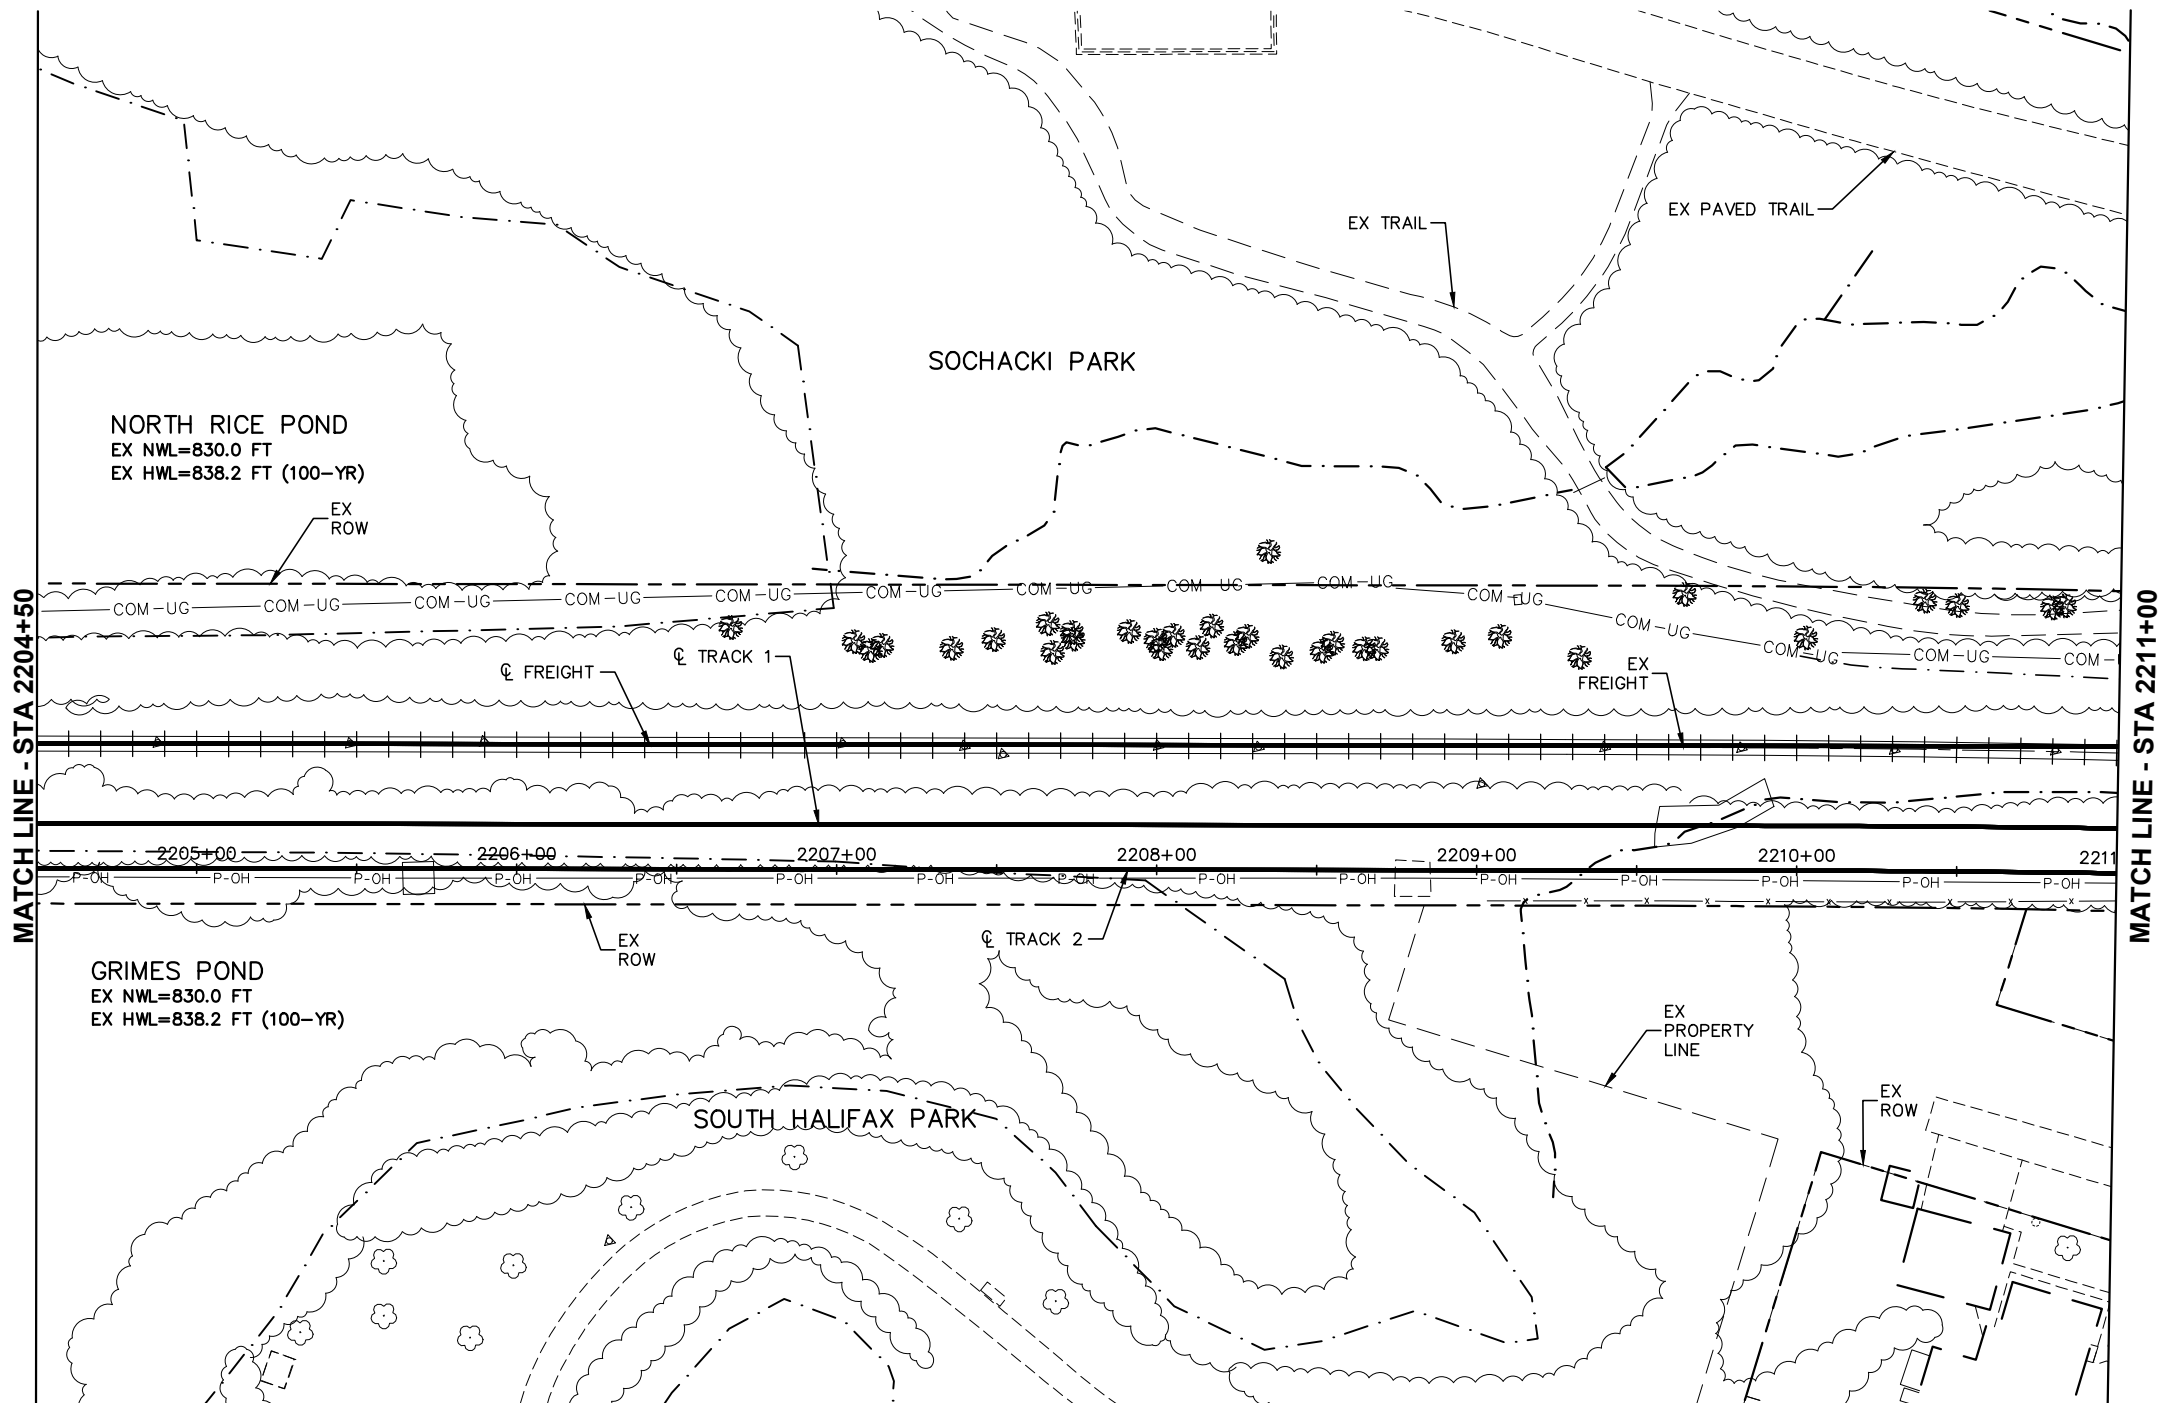 EX TRAIL
EX PAVED TRAIL
SOCHACKI PARK
NORTH RICE POND
EX NWL=830.0 FT
EX HWL=838.2 FT (100-YR)
EX
ROW
COM-UG COM-UG COM-UG COM-UG COM-UG COM-UG COM-UG COM-UG COM-UG COM-UG COM-UG COM-UG COM-UG COM-
℄ TRACK 1
℄ FREIGHT
EX
FREIGHT
MATCH LINE - STA 2204+50
MATCH LINE - STA 2211+00
2205+00 2206+00 2207+00 2208+00 2209+00 2210+00 2211
P-OH P-OH P-OH P-OH P-OH P-OH P-OH P-OH P-OH P-OH P-OH P-OH P-OH P-OH P-OH
x x x x x x x x x x
℄ TRACK 2
EX
ROW
GRIMES POND
EX NWL=830.0 FT
EX HWL=838.2 FT (100-YR)
EX
PROPERTY
LINE
EX
ROW
SOUTH HALIFAX PARK